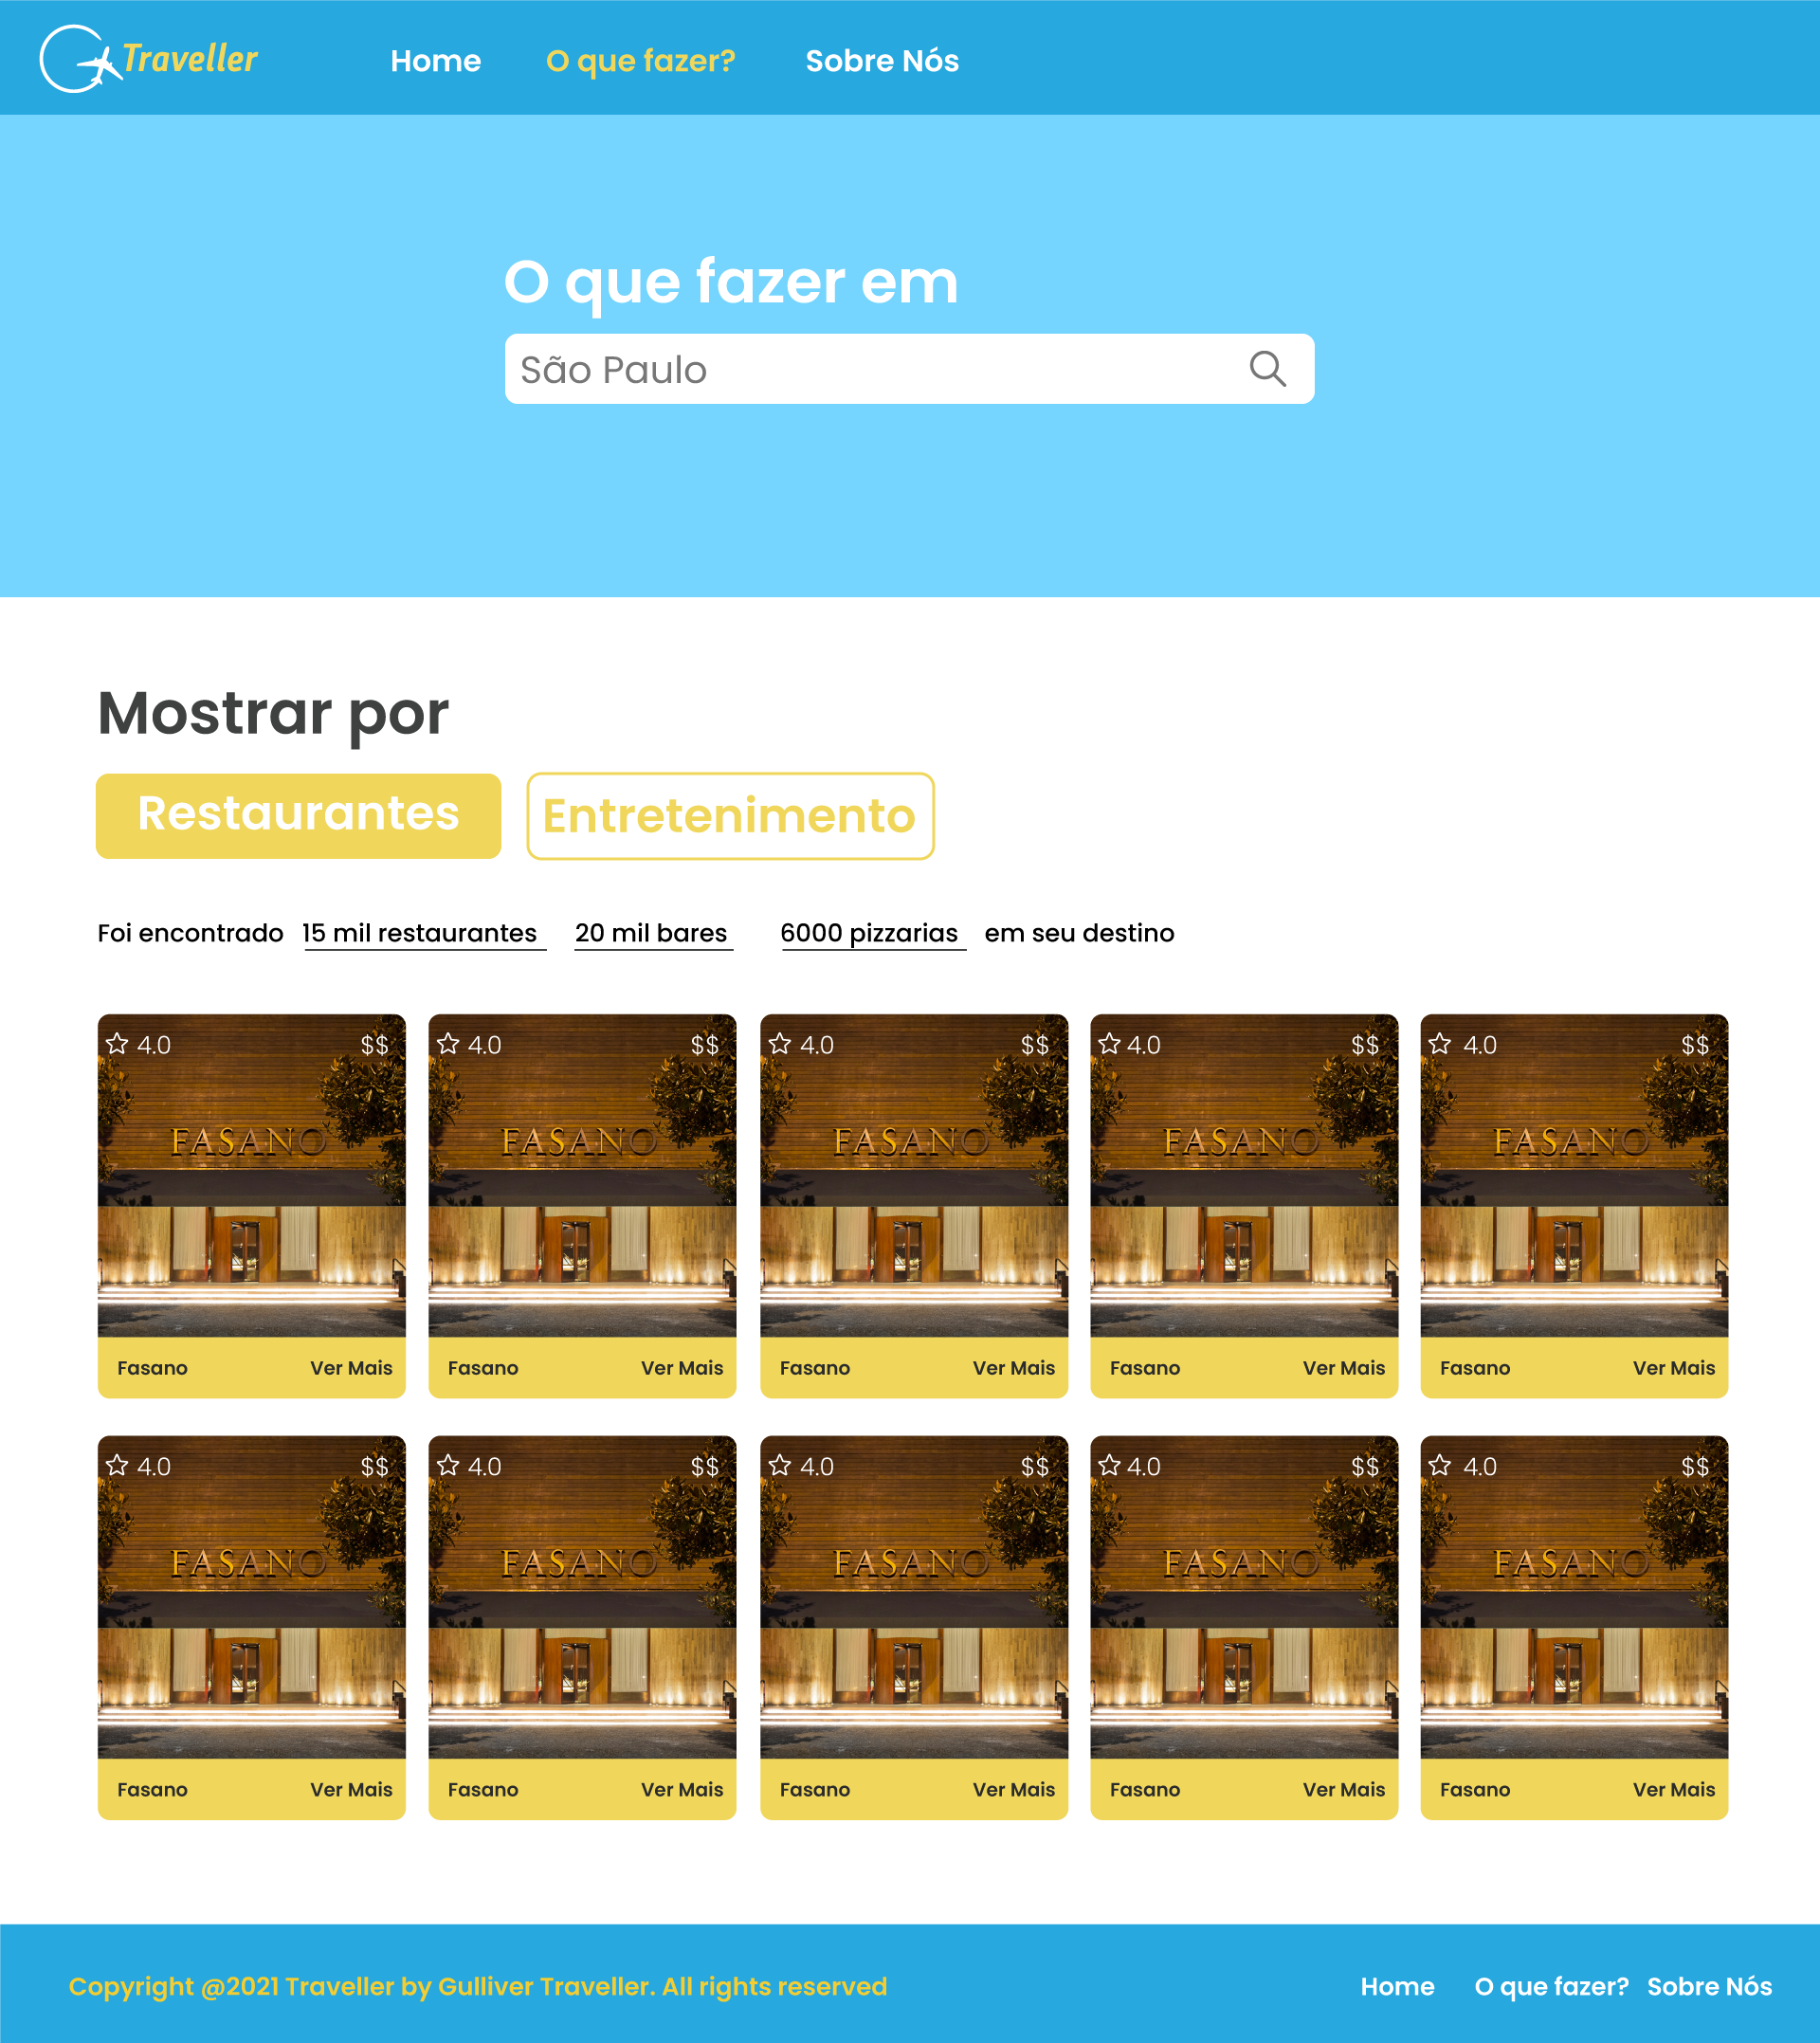 Traveller
Home O que fazer? Sobre Nós
O que fazer em
São Paulo
Mostrar por
Restaurantes Entretenimento
Foi encontrado 15 mil restaurantes 20 mil bares 6000 pizzarias em seu destino
4.0 $$ 4.0 $$ 4.0 $$ 4.0 $$ 4.0 $$
FASANO FASANO FASANO FASANO FASANO
Fasano Ver Mais Fasano Ver Mais Fasano Ver Mais Fasano Ver Mais Fasano Ver Mais
4.0 $$ 4.0 $$ 4.0 $$ 4.0 $$ 4.0 $$
FASANO FASANO FASANO FASANO FASANO
Fasano Ver Mais Fasano Ver Mais Fasano Ver Mais Fasano Ver Mais Fasano Ver Mais
Copyright @2021 Traveller by Gulliver Traveller. All rights reserved Home O que fazer? Sobre Nós